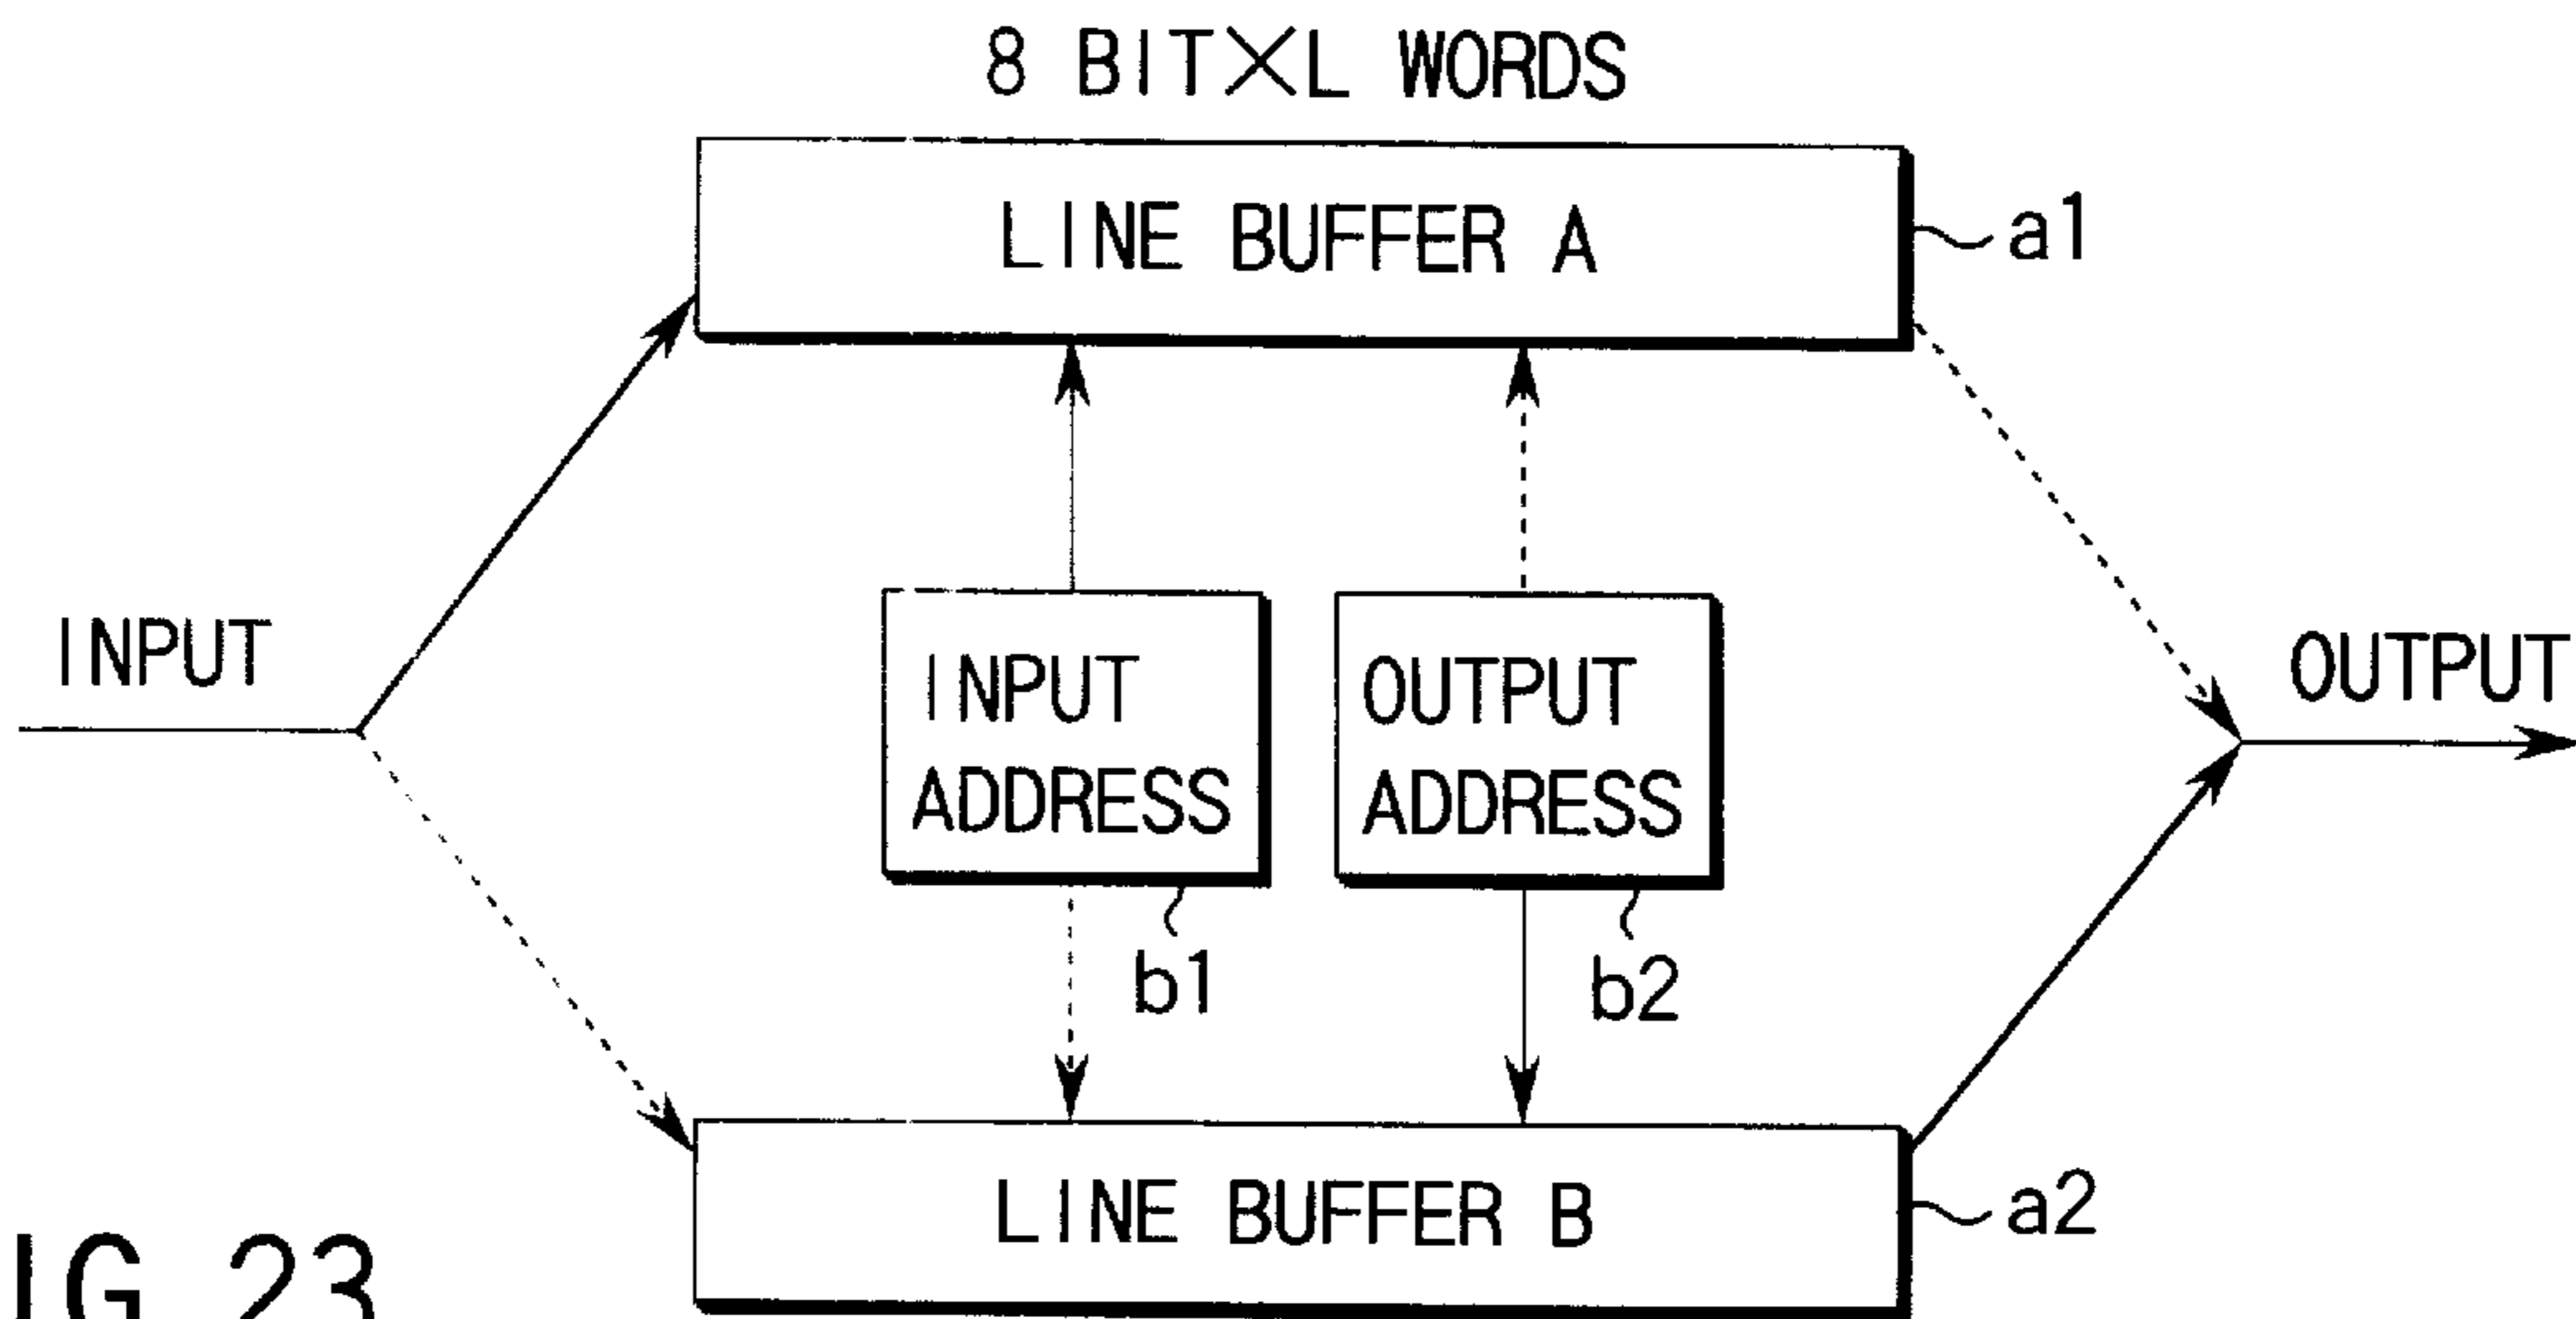 8 BIT×L WORDS
LINE BUFFER A
a1
INPUT
INPUT
ADDRESS
OUTPUT
ADDRESS
OUTPUT
b1
b2
LINE BUFFER B
a2
IG 23